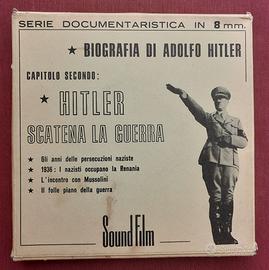 SERIE DOCUMENTARISTICA IN 8 mm.
★ BIOGRAFIA DI ADOLFO HITLER
CAPITOLO SECONDO:
★ HITLER
SCATENA LA GUERRA
★ Gli anni delle persecuzioni naziste
★ 1936: I nazisti occupano la Renania
★ L'incontro con Mussolini
★ Il folle piano della guerra
Sound Film